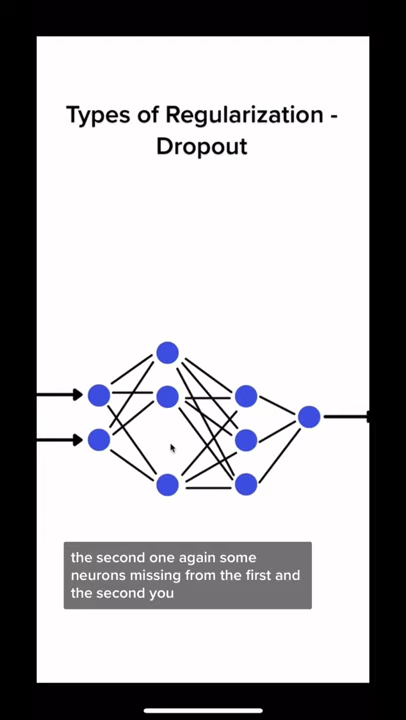 Types of Regularization -
Dropout
the second one again some
neurons missing from the first and
the second you